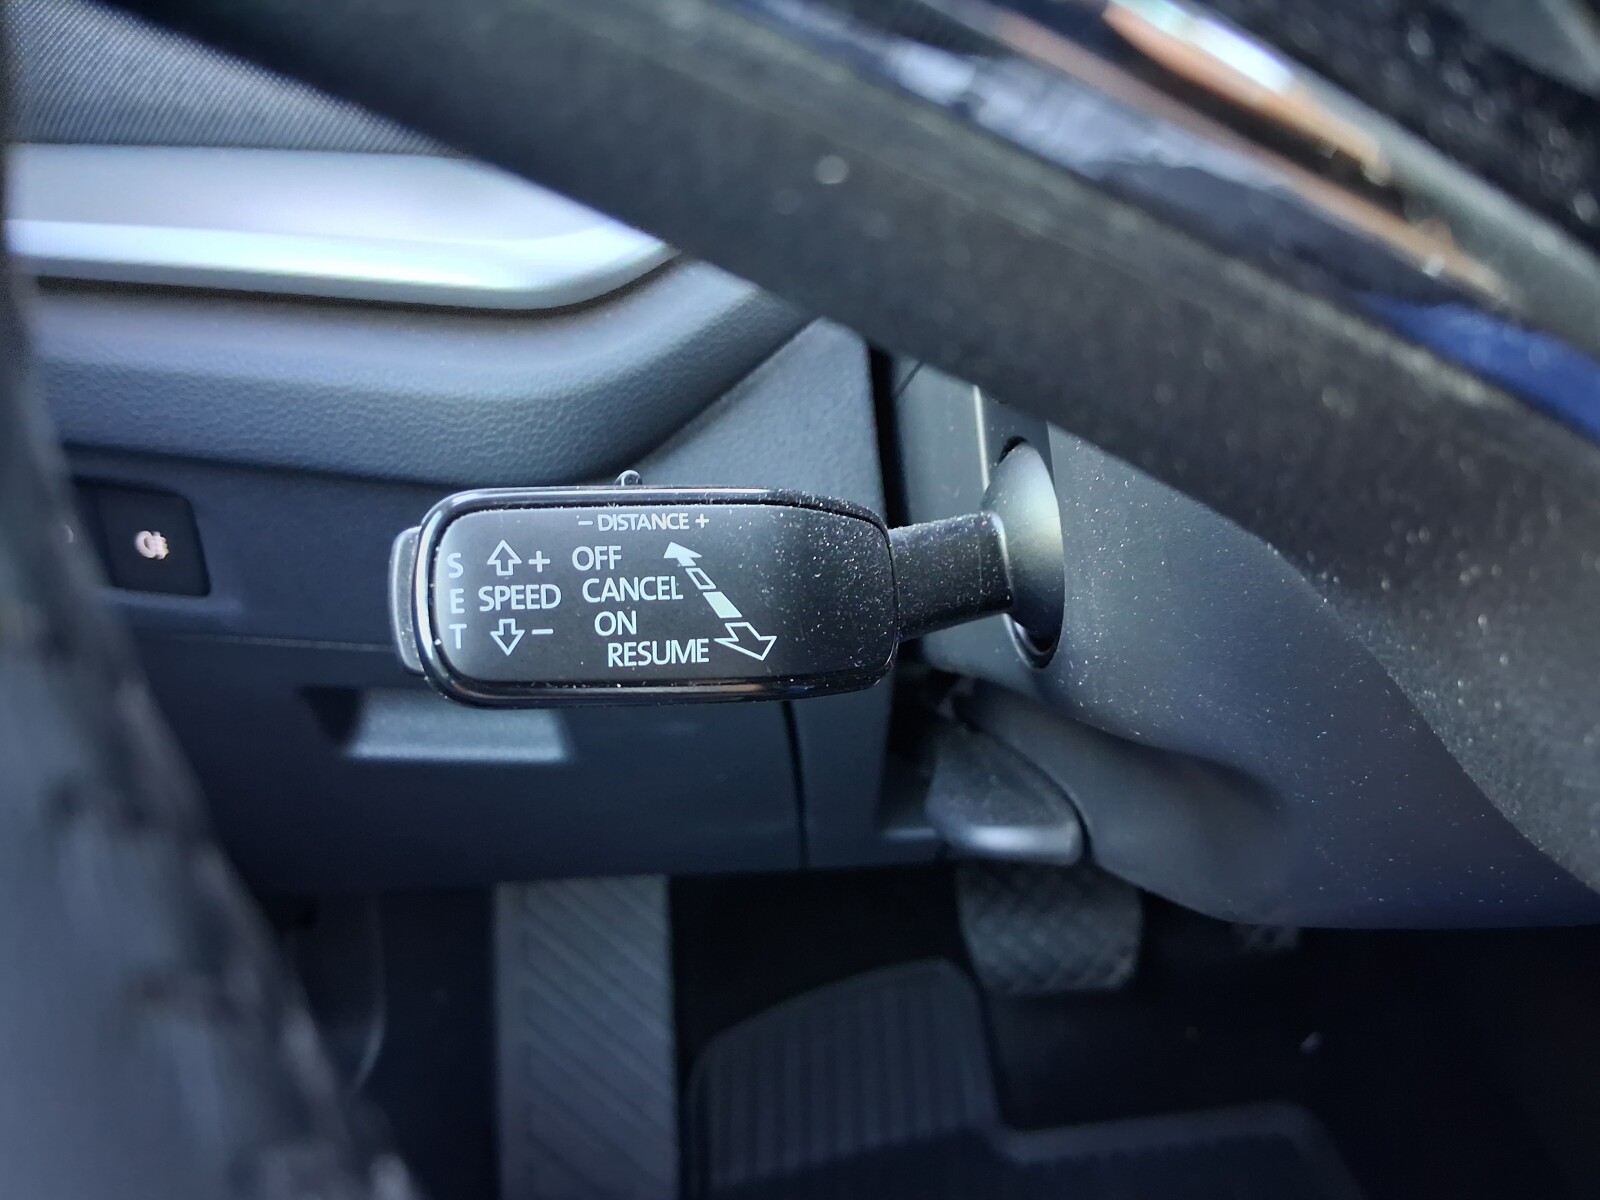 – DISTANCE +
S + OFF
E SPEED CANCEL
T – ON
RESUME